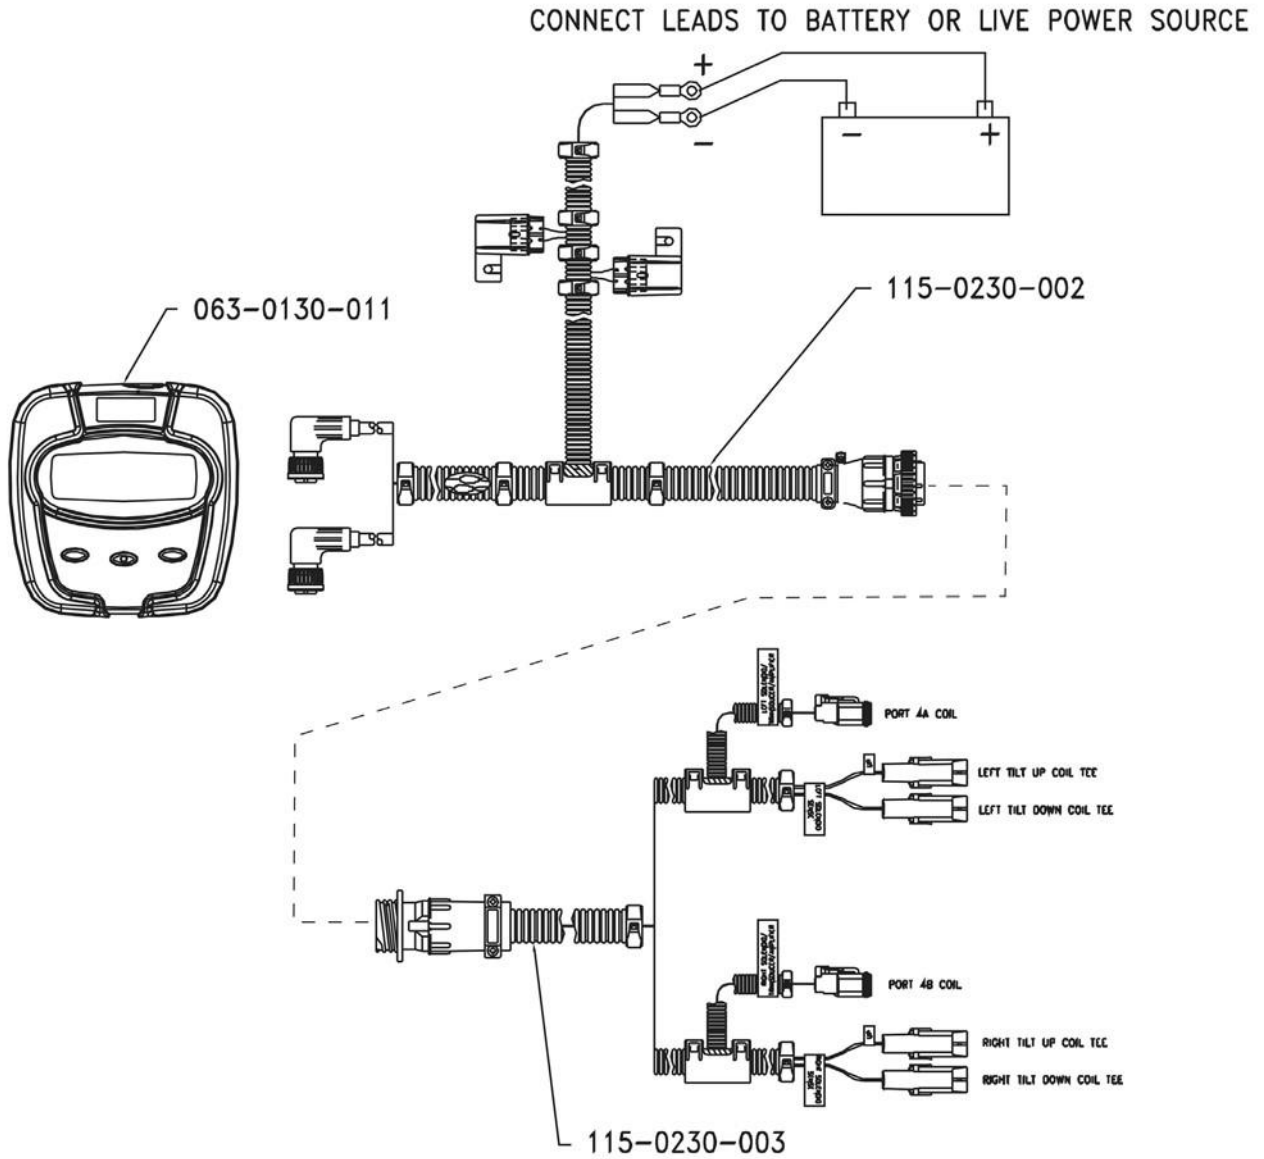 CONNECT LEADS TO BATTERY OR LIVE POWER SOURCE
+
-
- +
115-0230-002
063-0130-011
PORT 4A COIL
LEFT TILT UP COIL TEE
LEFT TILT DOWN COIL TEE
PORT 4B COIL
RIGHT TILT UP COIL TEE
RIGHT TILT DOWN COIL TEE
115-0230-003